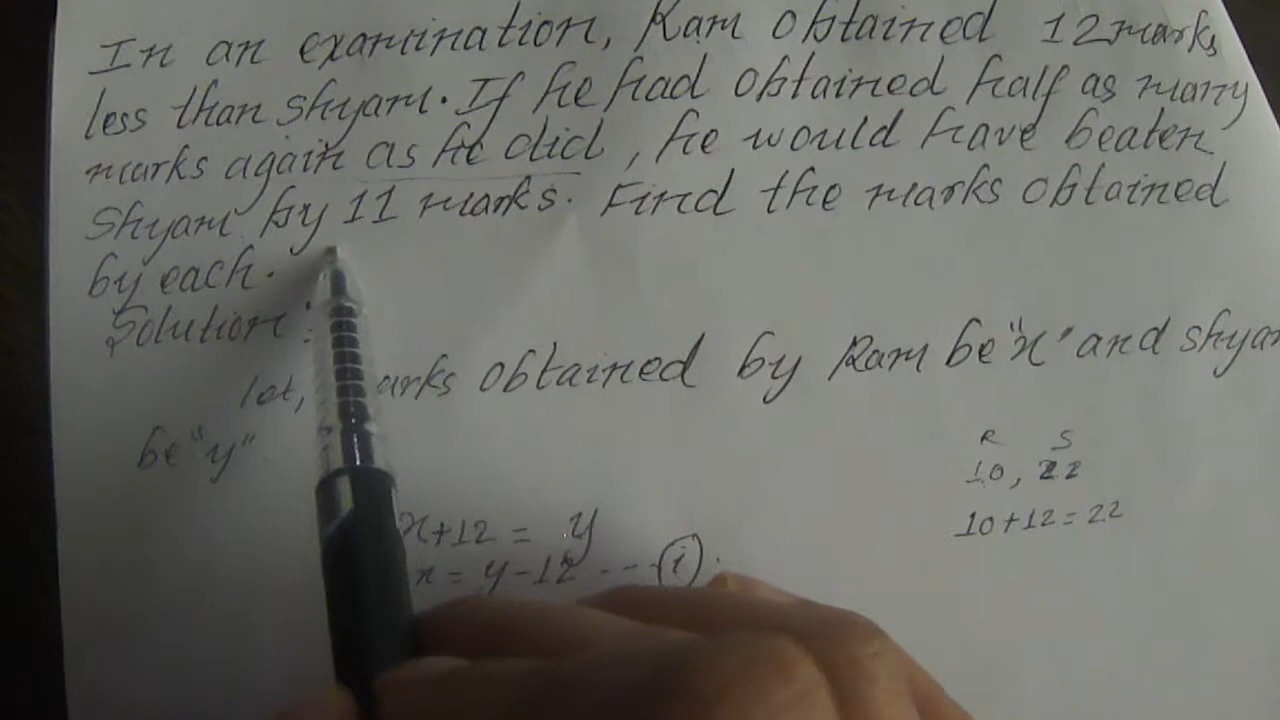 In an examination, Ram obtained 12 marks
less than Shyam. If he had obtained half as many
marks again as he did, he would have beaten
Shyam by 11 marks. Find the marks obtained
by each.
Solution:
let, arks obtained by Ram be "x" and shyam
be "y"
R S
10, 22
10+12=22
x+12 = y
x = y-12 --- (i).